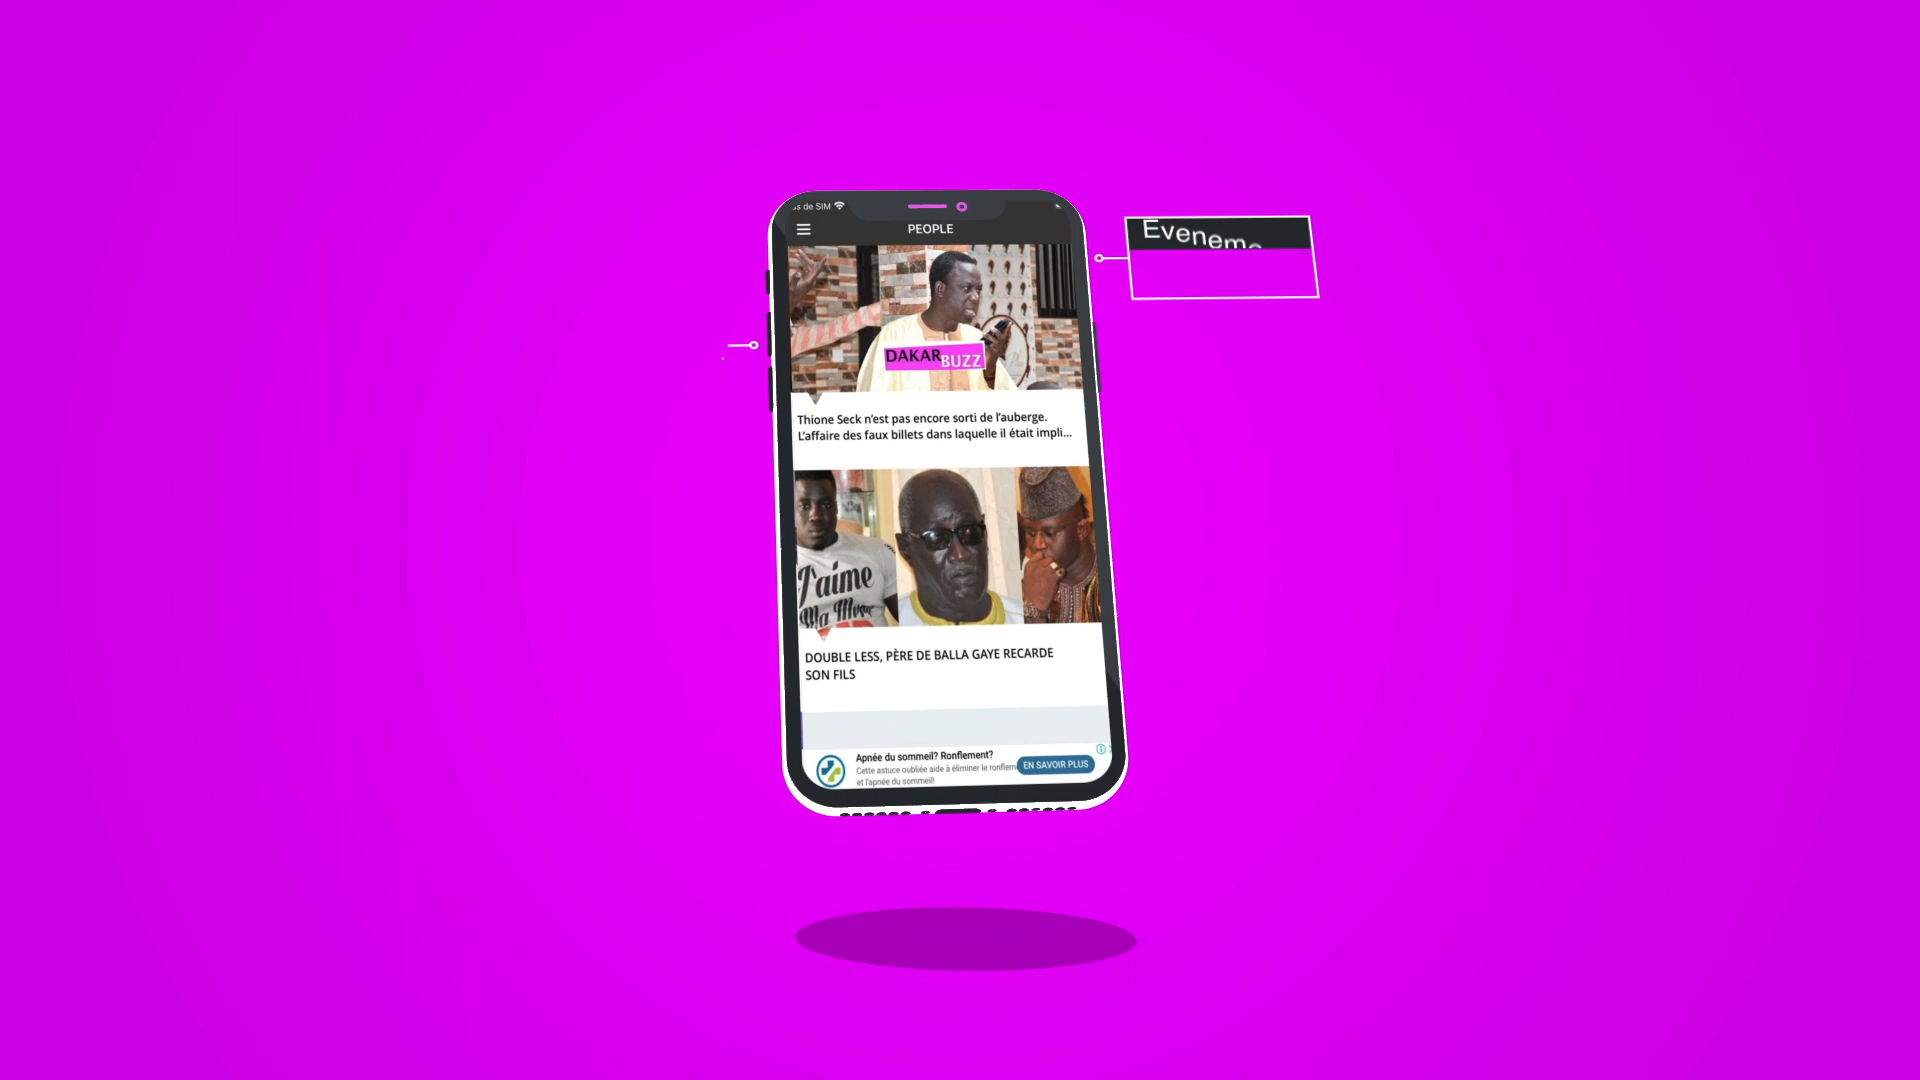 s de SIM
PEOPLE
DAKAR
BUZZ
Thione Seck n'est pas encore sorti de l'auberge.
L'affaire des faux billets dans laquelle il était impli...
J'aime
Ma
DOUBLE LESS, PÈRE DE BALLA GAYE RECARDE
SON FILS
Apnée du sommeil? Ronflement?
Cette astuce oubliée aide à éliminer le ronflem
et l'apnée du sommeil!
EN SAVOIR PLUS
Eveneme